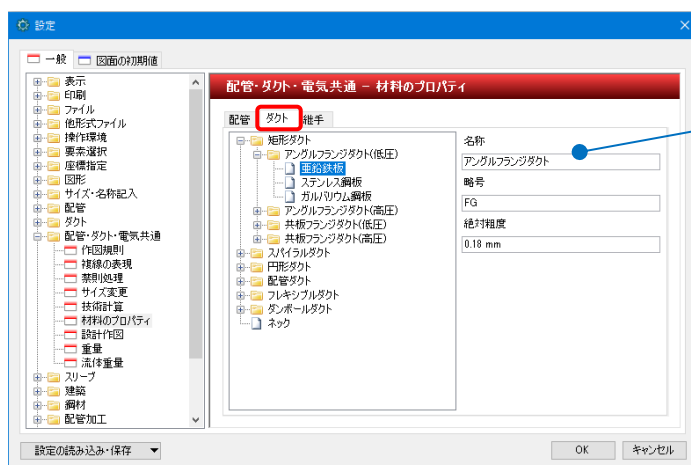 設定
一般
図面の初期値
表示
印刷
ファイル
他形式ファイル
操作環境
要素選択
座標指定
図形
サイズ・名称記入
配管
ダクト
配管・ダクト・電気共通
作図規則
複線の表現
禁則処理
サイズ変更
技術計算
材料のプロパティ
設計作図
重量
流体重量
スリーブ
建築
鋼材
配管加工
配管・ダクト・電気共通 - 材料のプロパティ
配管
ダクト
継手
矩形ダクト
アングルフランジダクト(低圧)
亜鉛鉄板
ステンレス鋼板
ガルバリウム鋼板
アングルフランジダクト(高圧)
共板フランジダクト(低圧)
共板フランジダクト(高圧)
スパイラルダクト
円形ダクト
配管ダクト
フレキシブルダクト
ダンボールダクト
ネック
名称
アングルフランジダクト
略号
FG
絶対粗度
0.18 mm
設定の読み込み・保存
OK
キャンセル